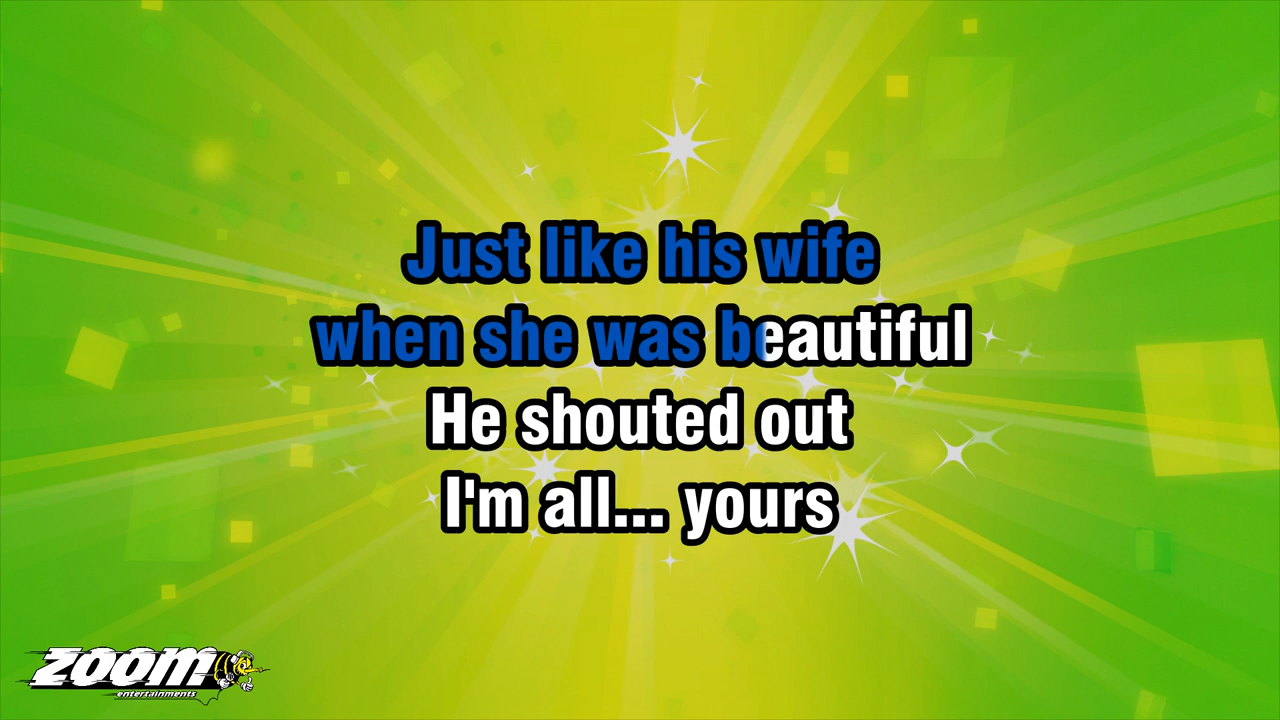 Just like his wife
when she was beautiful
He shouted out
I'm all... yours
ZOOM
entertainments